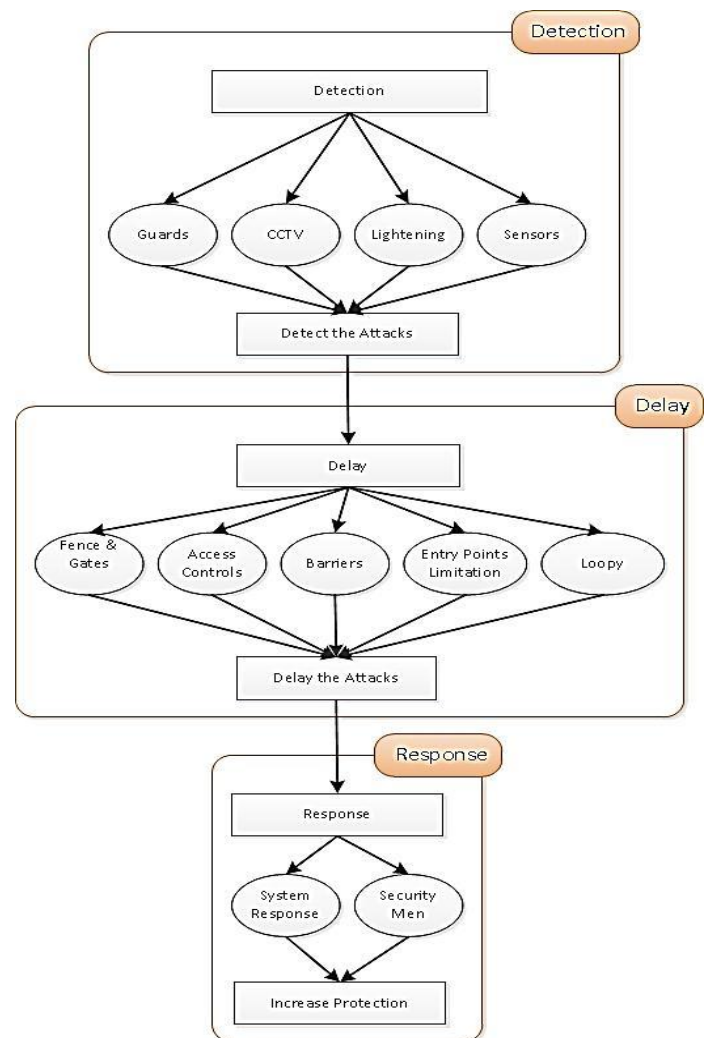 Detection
Detection
Guards
CCTV
Lightening
Sensors
Detect the Attacks
Delay
Delay
Fence &
Gates
Access
Controls
Barriers
Entry Points
Limitation
Loopy
Delay the Attacks
Response
Response
System
Response
Security
Men
Increase Protection